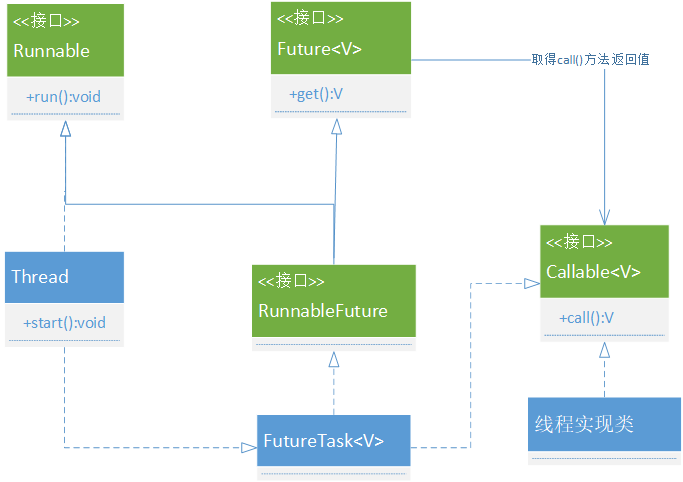 <<接口>>
Runnable
+run():void
<<接口>>
Future<V>
+get():V
取得call()方法返回值
Thread
+start():void
<<接口>>
RunnableFuture
<<接口>>
Callable<V>
+call():V
FutureTask<V>
线程实现类